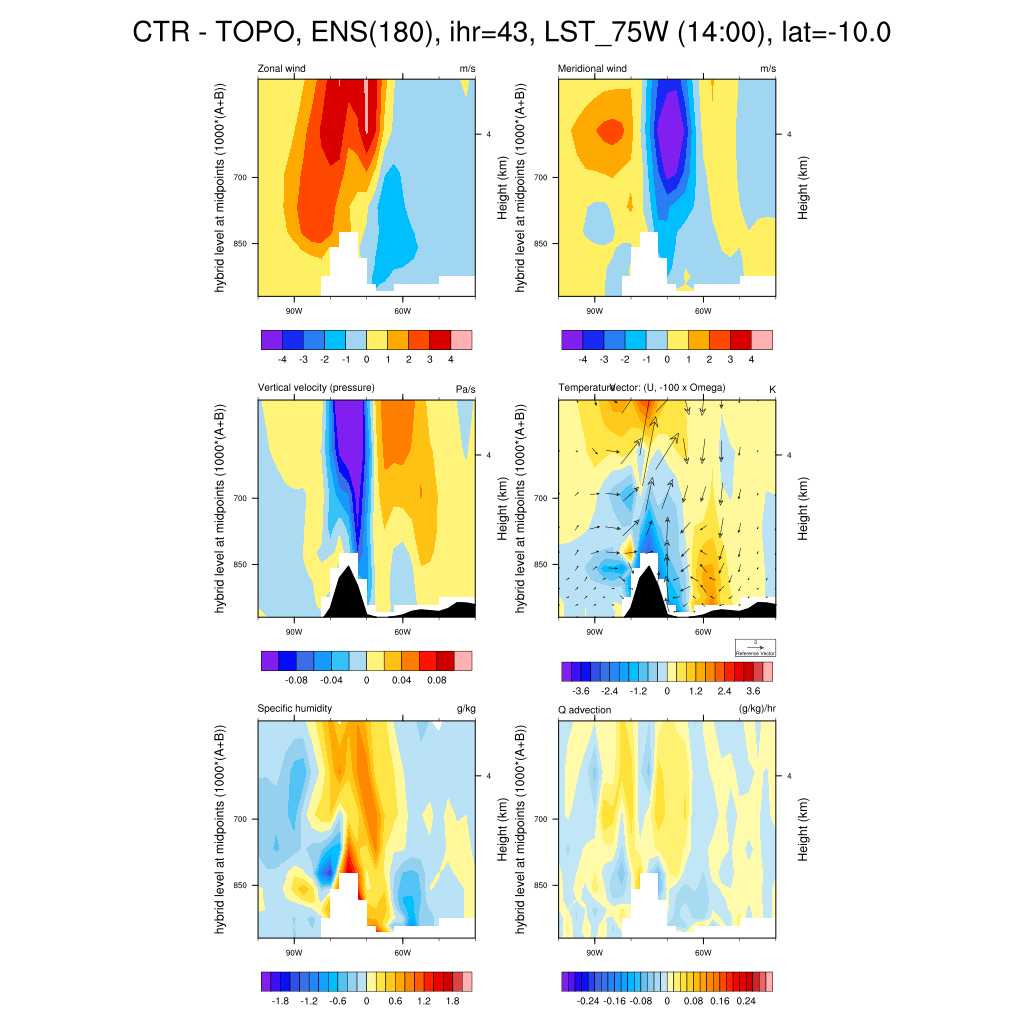 CTR - TOPO, ENS(180), ihr=43, LST_75W (14:00), lat=-10.0
Zonal wind m/s
hybrid level at midpoints (1000*(A+B))
700
850
4
Height (km)
90W 60W
-4 -3 -2 -1 0 1 2 3 4
Meridional wind m/s
hybrid level at midpoints (1000*(A+B))
700
850
4
Height (km)
90W 60W
-4 -3 -2 -1 0 1 2 3 4
Vertical velocity (pressure) Pa/s
hybrid level at midpoints (1000*(A+B))
700
850
4
Height (km)
90W 60W
-0.08 -0.04 0 0.04 0.08
Temperature Vector: (U, -100 x Omega) K
hybrid level at midpoints (1000*(A+B))
700
850
4
Height (km)
90W 60W
3
Reference Vector
-3.6 -2.4 -1.2 0 1.2 2.4 3.6
Specific humidity g/kg
hybrid level at midpoints (1000*(A+B))
700
850
4
Height (km)
90W 60W
-1.8 -1.2 -0.6 0 0.6 1.2 1.8
Q advection (g/kg)/hr
hybrid level at midpoints (1000*(A+B))
700
850
4
Height (km)
90W 60W
-0.24 -0.16 -0.08 0 0.08 0.16 0.24